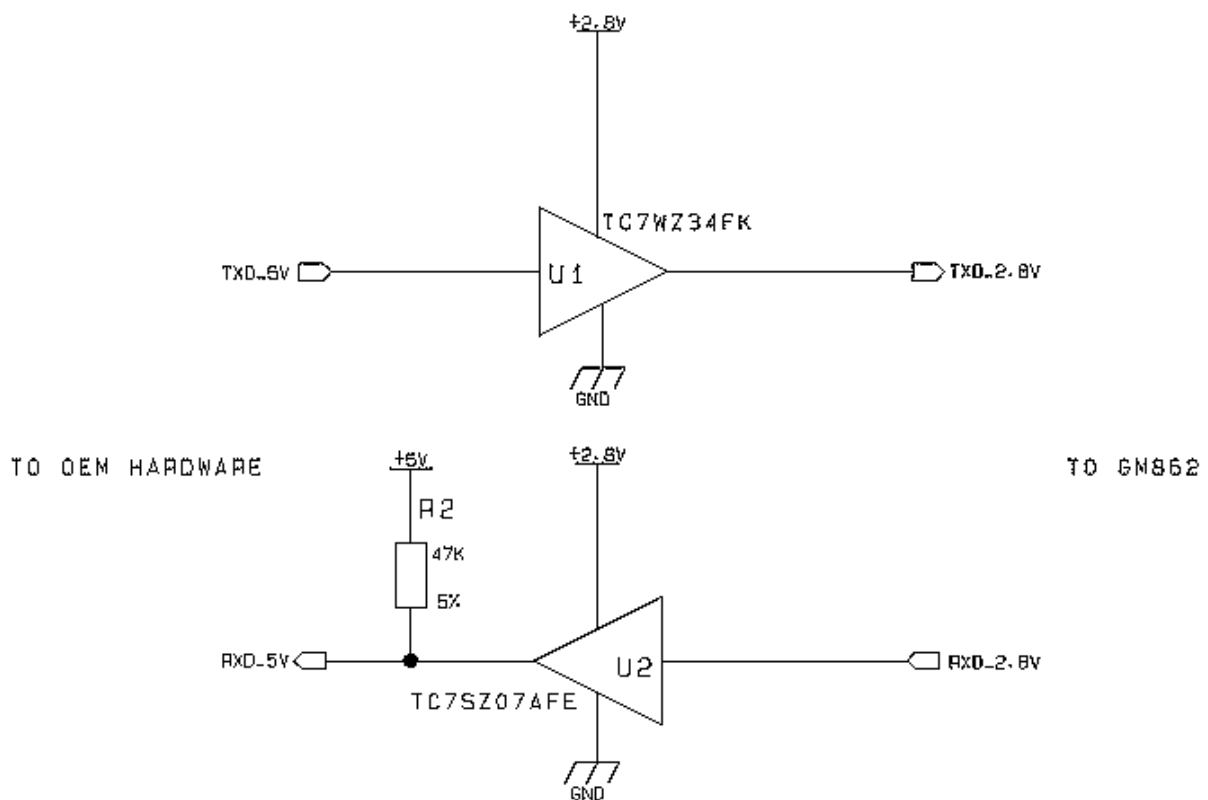 +2.8V
TC7WZ34FK
TXD_5V
U1
TXD_2.8V
GND
TO OEM HARDWARE
+5V
+2.8V
TO GM862
R2
47K
5%
RXD_5V
U2
RXD_2.8V
TC7SZ07AFE
GND